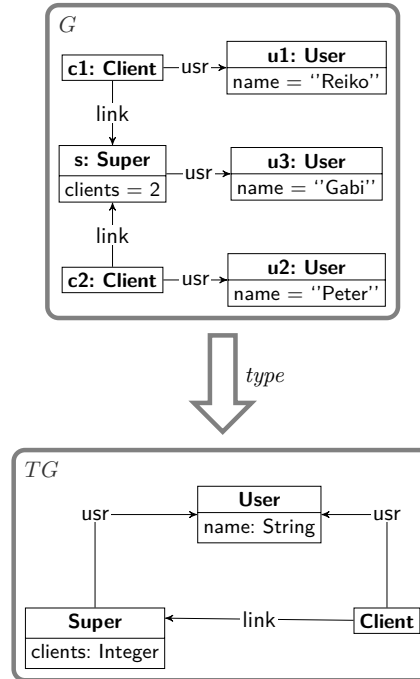 G
c1: Client
usr
u1: User
name = ‘‘Reiko’’
link
s: Super
clients = 2
usr
u3: User
name = ‘‘Gabi’’
link
c2: Client
usr
u2: User
name = ‘‘Peter’’
type
TG
usr
User
name: String
usr
Super
clients: Integer
link
Client